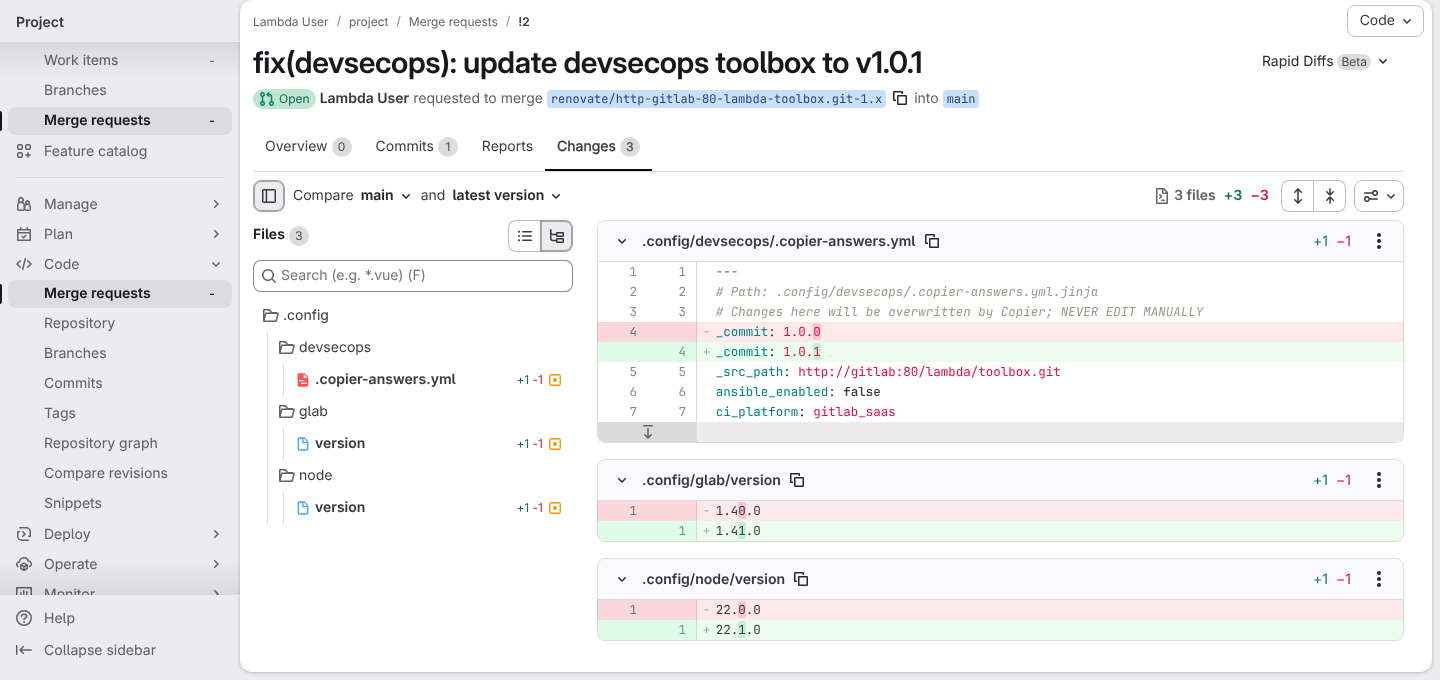 Project
Work items -
Branches
Merge requests -
Feature catalog
Manage
Plan
Code
Merge requests -
Repository
Branches
Commits
Tags
Repository graph
Compare revisions
Snippets
Deploy
Operate
Monitor
Help
Collapse sidebar
Lambda User / project / Merge requests / !2
Code
fix(devsecops): update devsecops toolbox to v1.0.1
Rapid Diffs Beta
Open Lambda User requested to merge renovate/http-gitlab-80-lambda-toolbox.git-1.x into main
Overview 0 Commits 1 Reports Changes 3
Compare main and latest version
3 files +3 −3
Files 3
Search (e.g. *.vue) (F)
.config
devsecops
.copier-answers.yml +1 -1
glab
version +1 -1
node
version +1 -1
.config/devsecops/.copier-answers.yml +1 −1
1 1 ---
2 2 # Path: .config/devsecops/.copier-answers.yml.jinja
3 3 # Changes here will be overwritten by Copier; NEVER EDIT MANUALLY
4 - _commit: 1.0.0
4 + _commit: 1.0.1
5 5 _src_path: http://gitlab:80/lambda/toolbox.git
6 6 ansible_enabled: false
7 7 ci_platform: gitlab_saas
.config/glab/version +1 −1
1 - 1.40.0
1 + 1.41.0
.config/node/version +1 −1
1 - 22.0.0
1 + 22.1.0